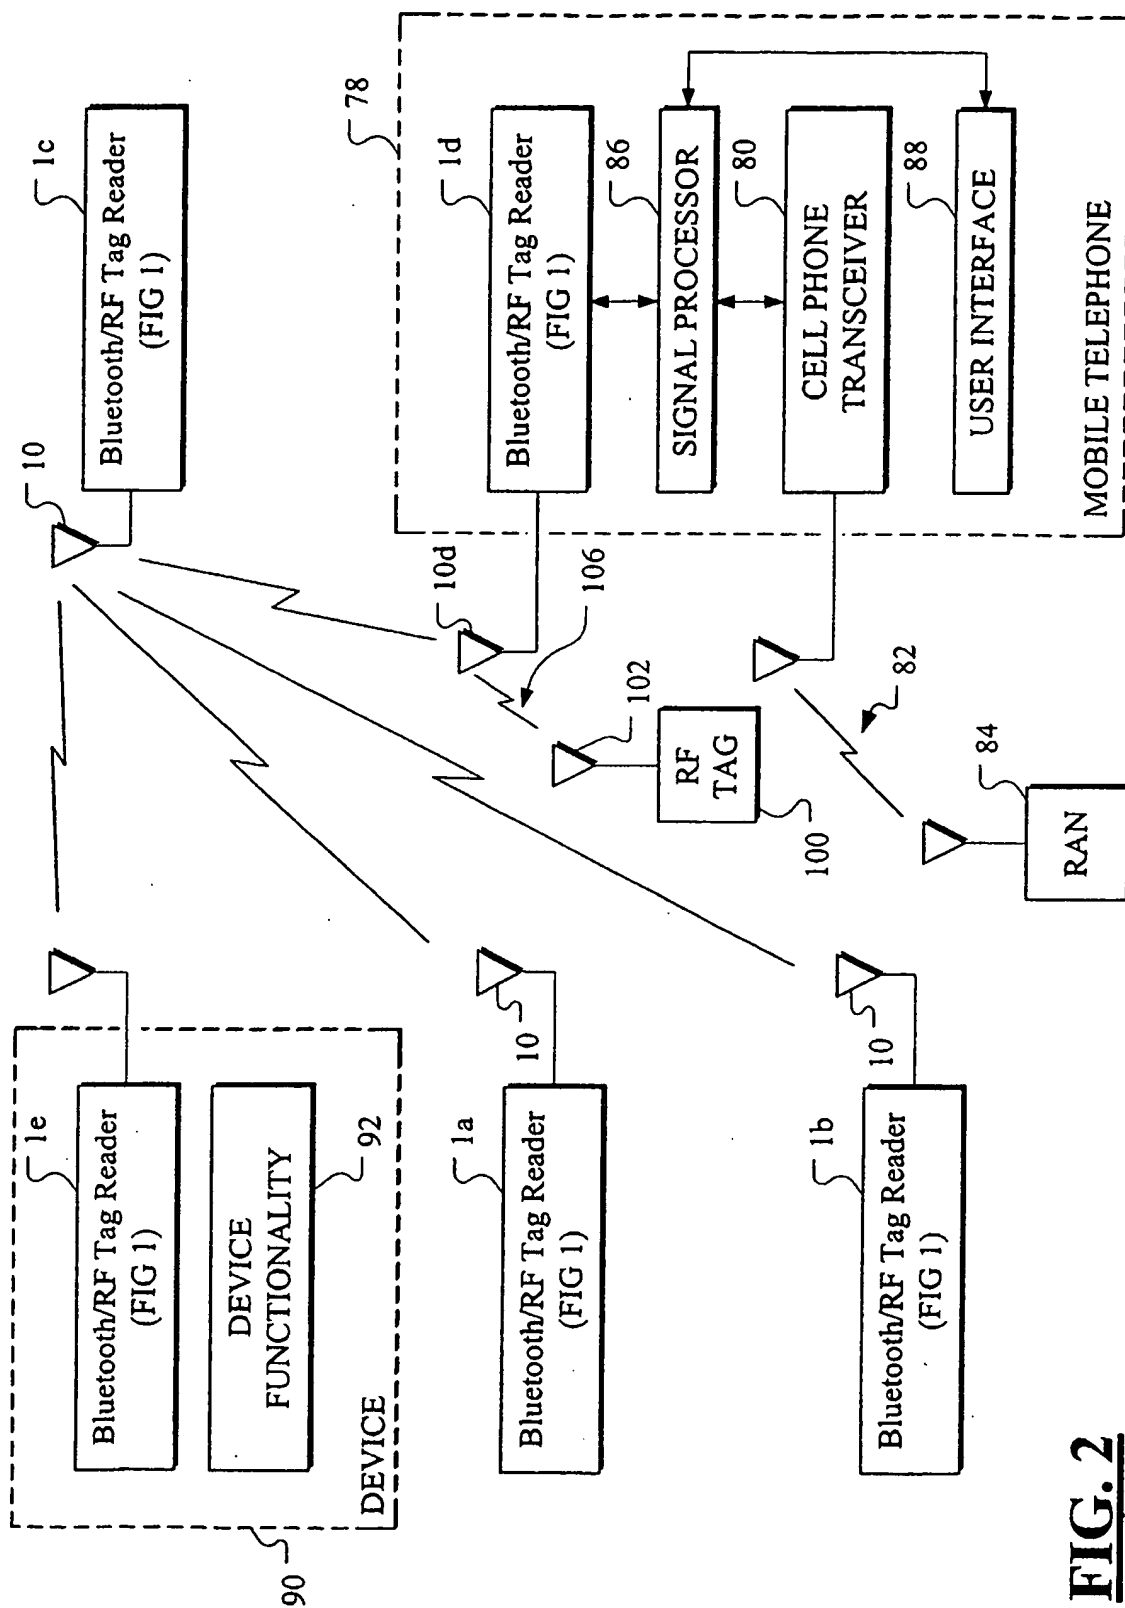 1e
Bluetooth/RF Tag Reader
(FIG 1)
DEVICE
FUNCTIONALITY
92
DEVICE
90
10
1c
Bluetooth/RF Tag Reader
(FIG 1)
1a
10
Bluetooth/RF Tag Reader
(FIG 1)
1b
10
Bluetooth/RF Tag Reader
(FIG 1)
10d
106
102
RF
TAG
100
82
84
RAN
78
1d
Bluetooth/RF Tag Reader
(FIG 1)
86
SIGNAL PROCESSOR
80
CELL PHONE
TRANSCEIVER
88
USER INTERFACE
MOBILE TELEPHONE
FIG. 2